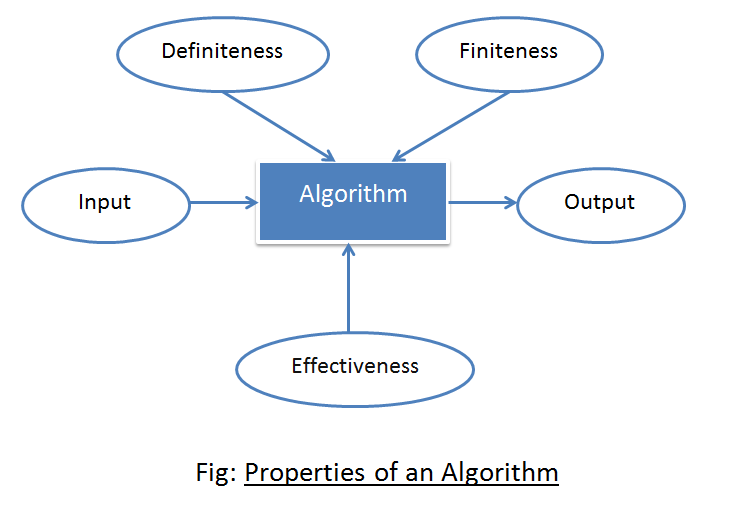 Definiteness
Finiteness
Input
Algorithm
Output
Effectiveness
Fig: Properties of an Algorithm